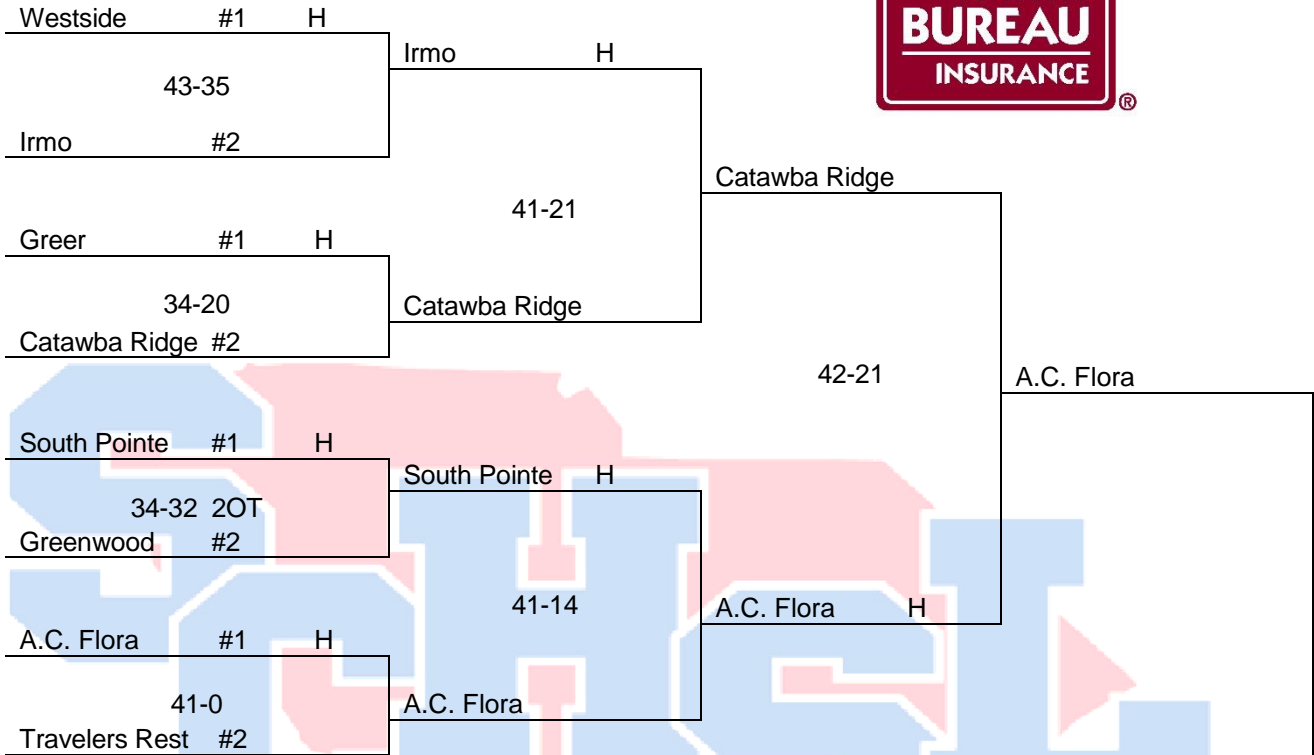 Westside #1 H
BUREAU
INSURANCE
®
Irmo H
43-35
Irmo #2
Catawba Ridge
41-21
Greer #1 H
34-20
Catawba Ridge
Catawba Ridge #2
42-21
A.C. Flora
South Pointe #1 H
South Pointe H
34-32 2OT
Greenwood #2
41-14
A.C. Flora H
A.C. Flora #1 H
41-0
A.C. Flora
Travelers Rest #2
SCHSL